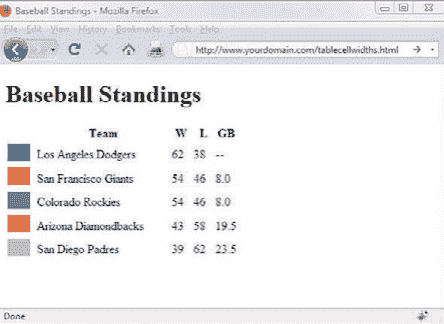 Baseball Standings - Mozilla Firefox
File Edit View History Bookmarks Tools Help
http://www.yourdomain.com/tablecellwidths.html
Baseball Standings
Team W L GB
Los Angeles Dodgers 62 38 --
San Francisco Giants 54 46 8.0
Colorado Rockies 54 46 8.0
Arizona Diamondbacks 43 58 19.5
San Diego Padres 39 62 23.5
Done